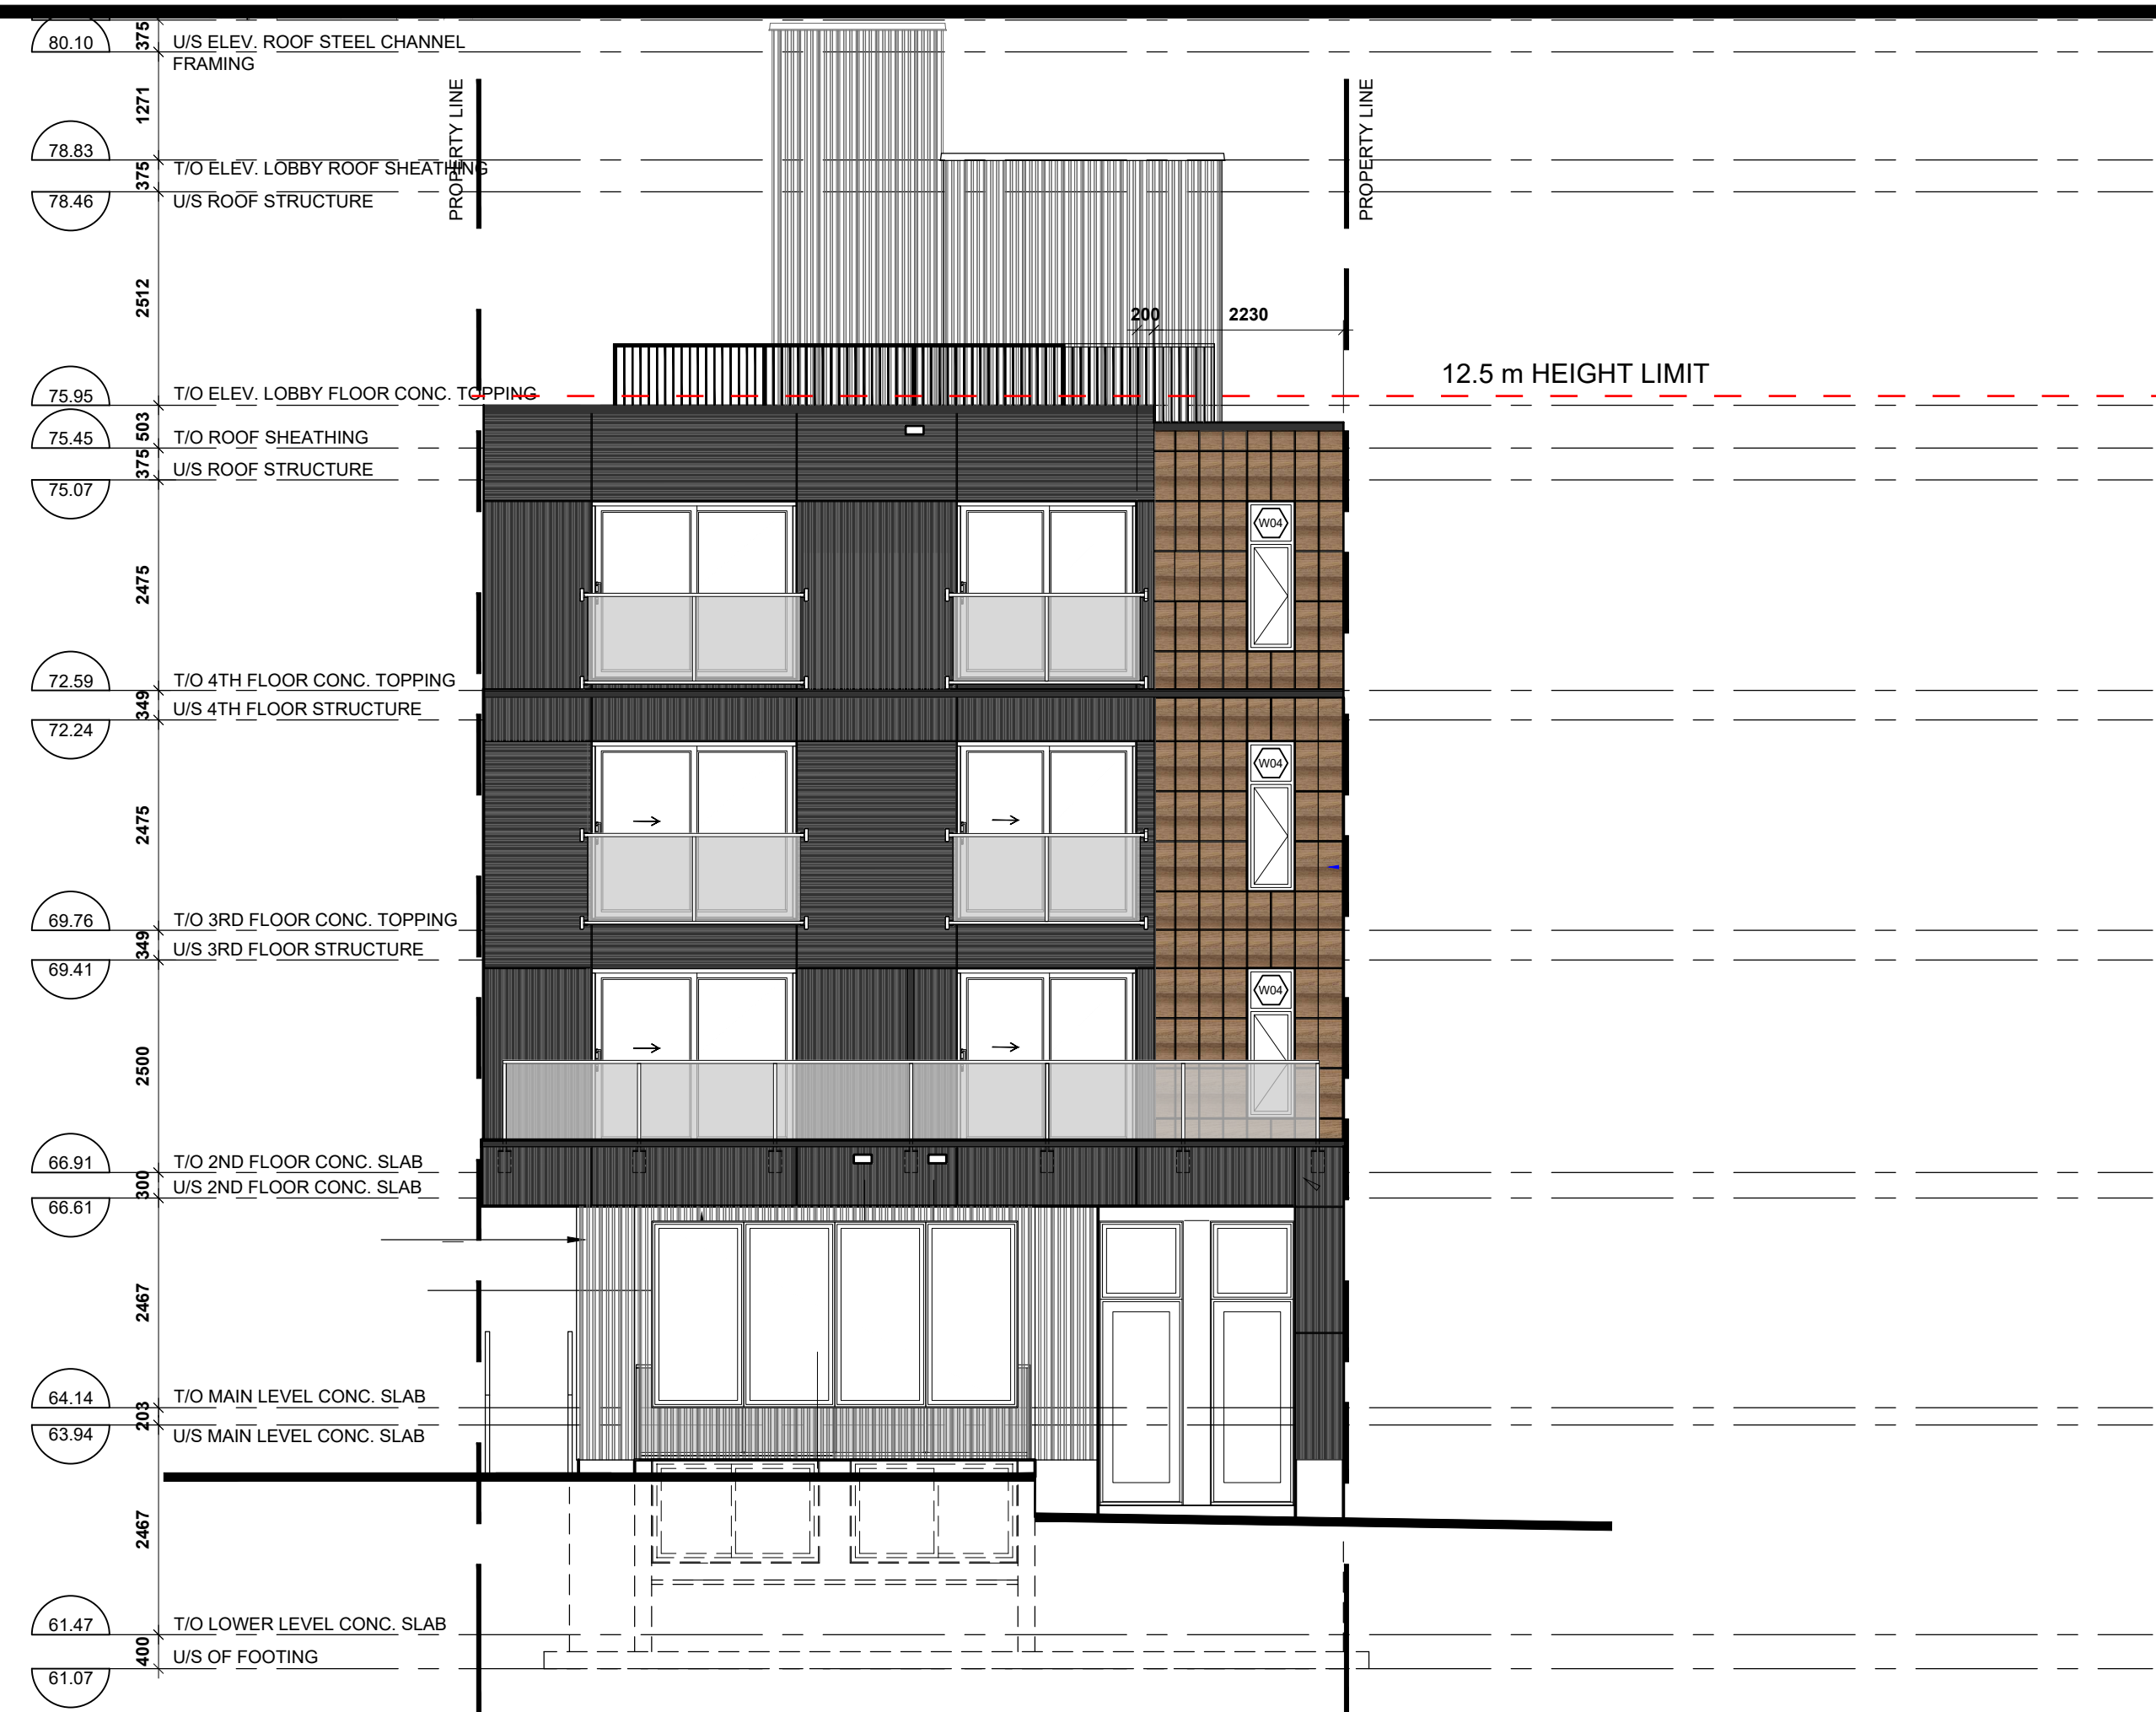 375
80.10
U/S ELEV. ROOF STEEL CHANNEL
FRAMING
1271
PROPERTY LINE
PROPERTY LINE
78.83
T/O ELEV. LOBBY ROOF SHEATHING
375
78.46
U/S ROOF STRUCTURE
2512
200
2230
12.5 m HEIGHT LIMIT
75.95
T/O ELEV. LOBBY FLOOR CONC. TOPPING
503
75.45
T/O ROOF SHEATHING
375
U/S ROOF STRUCTURE
75.07
W04
2475
72.59
T/O 4TH FLOOR CONC. TOPPING
349
U/S 4TH FLOOR STRUCTURE
72.24
W04
2475
69.76
T/O 3RD FLOOR CONC. TOPPING
349
U/S 3RD FLOOR STRUCTURE
69.41
W04
2500
66.91
T/O 2ND FLOOR CONC. SLAB
300
U/S 2ND FLOOR CONC. SLAB
66.61
2467
64.14
T/O MAIN LEVEL CONC. SLAB
203
63.94
U/S MAIN LEVEL CONC. SLAB
2467
61.47
T/O LOWER LEVEL CONC. SLAB
400
U/S OF FOOTING
61.07